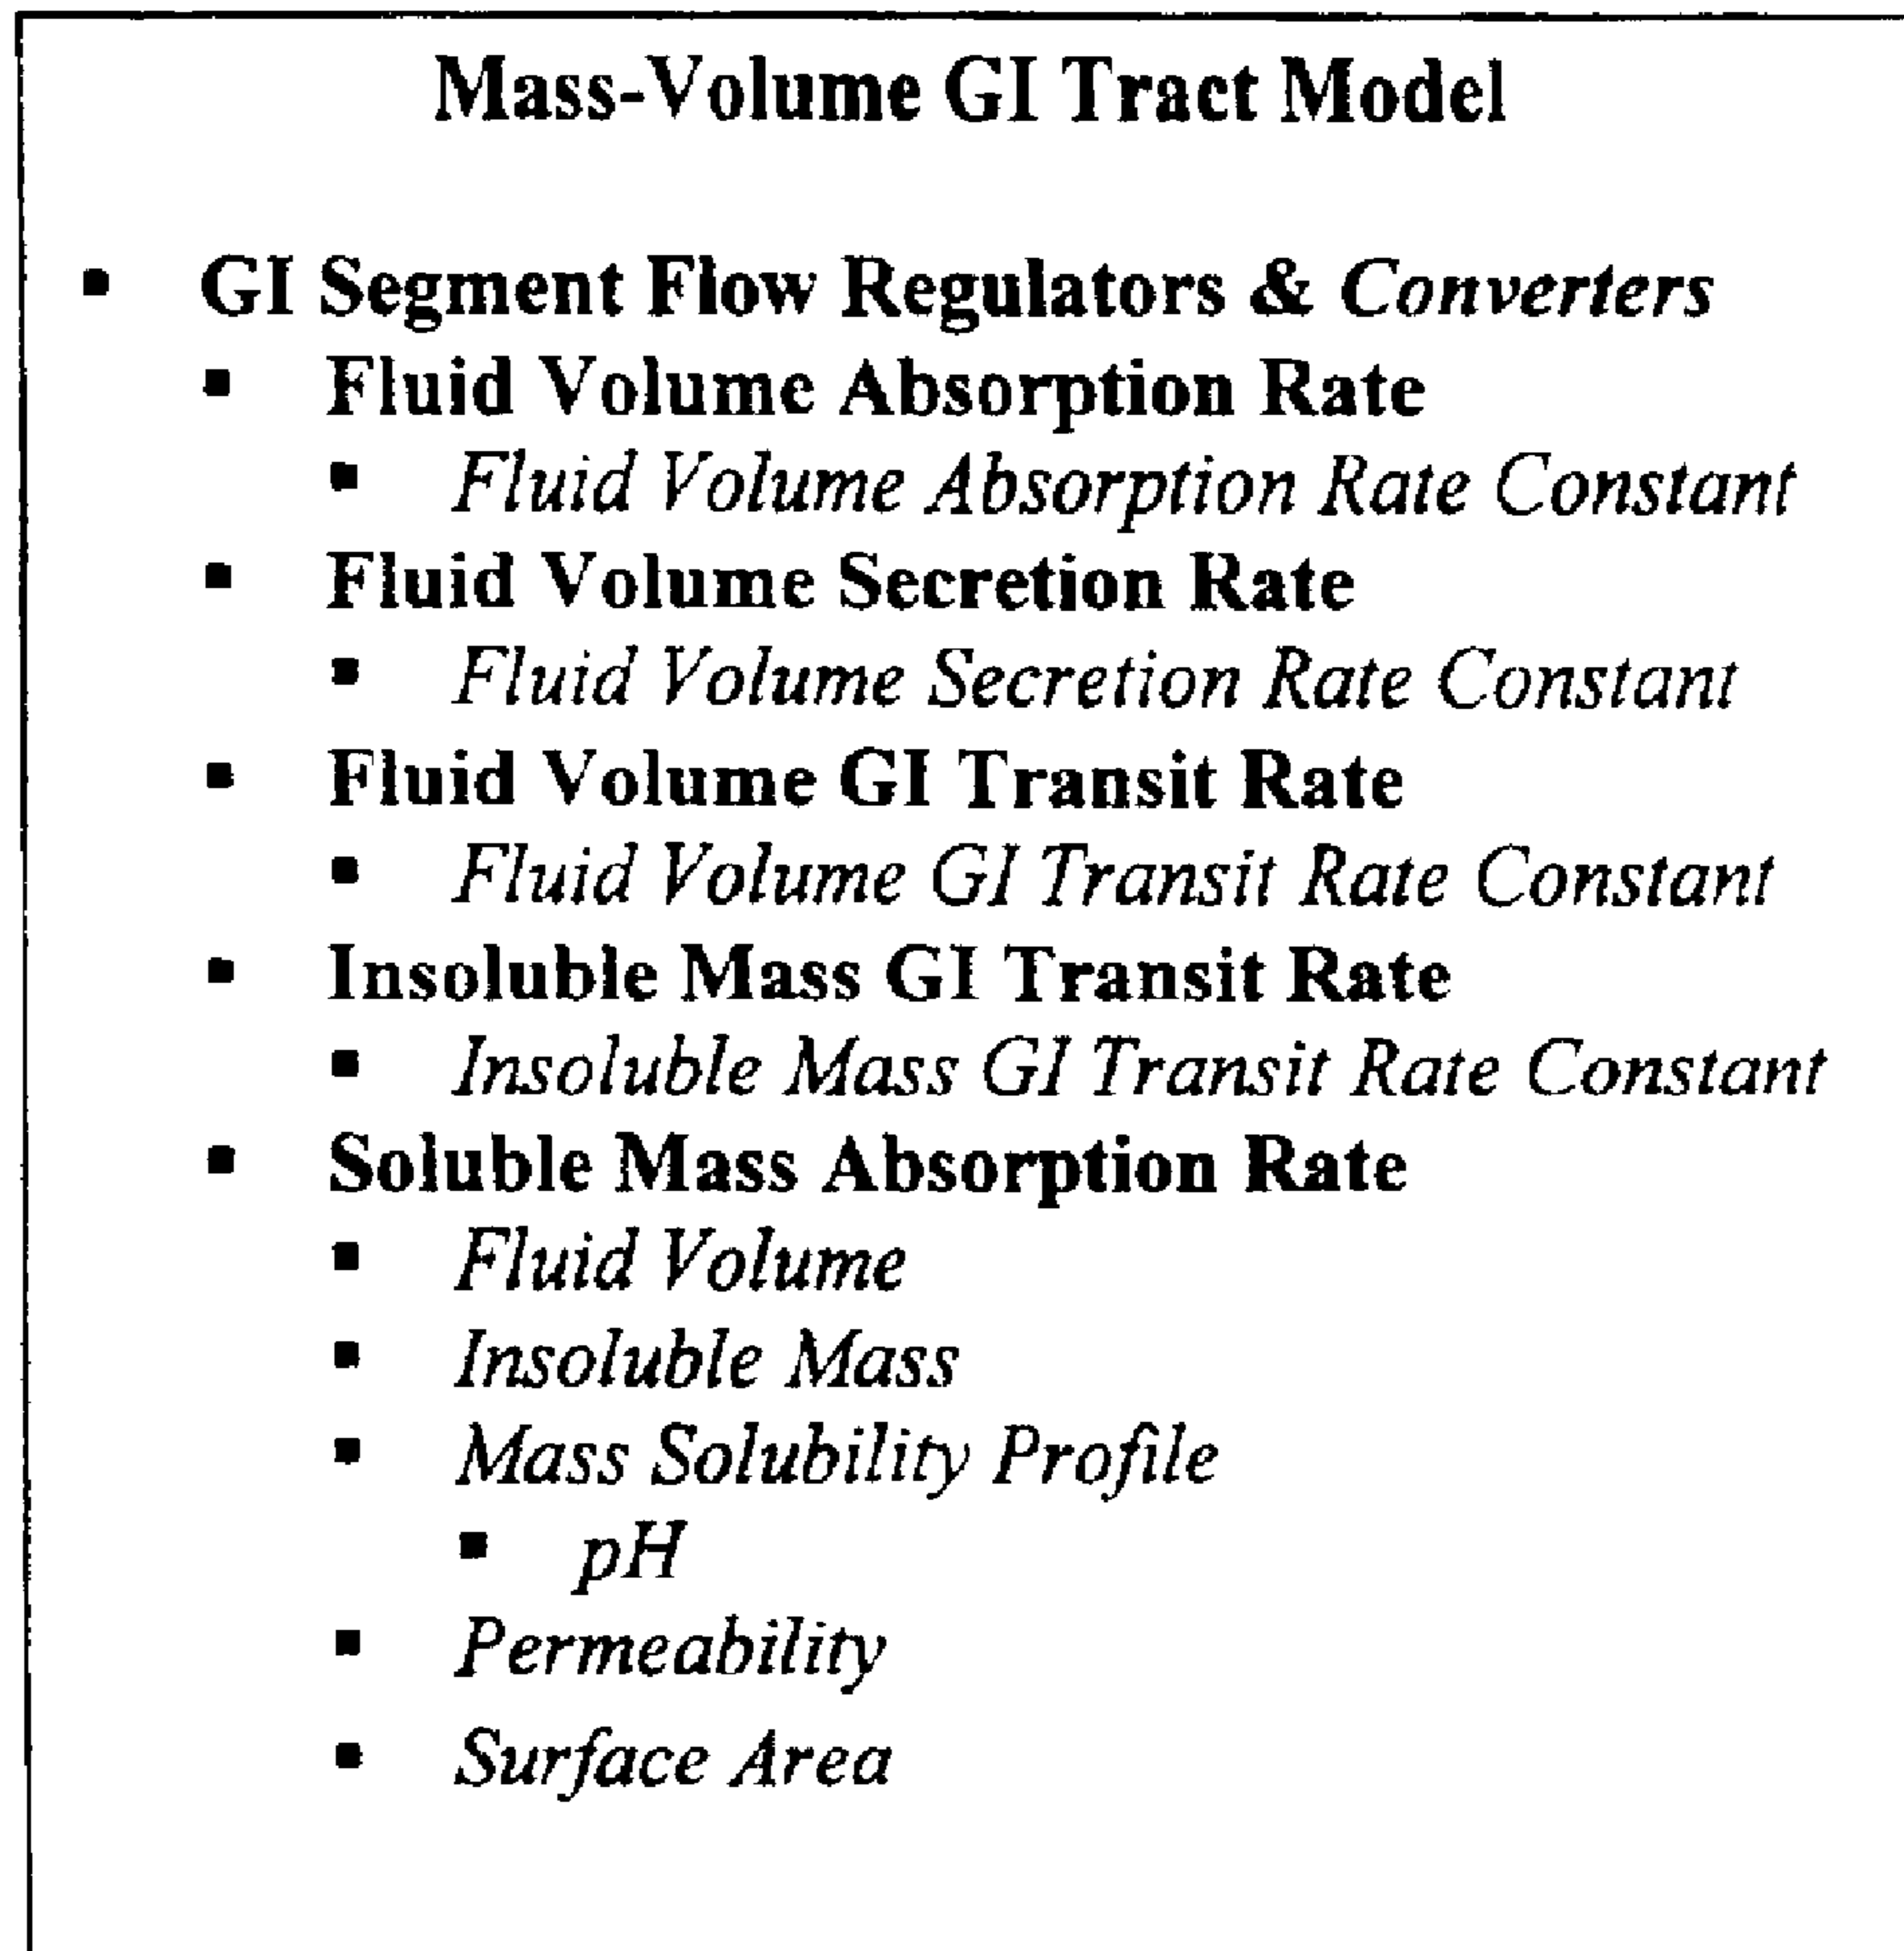 Mass-Volume GI Tract Model
▪ GI Segment Flow Regulators & Converters
▪ Fluid Volume Absorption Rate
▪ Fluid Volume Absorption Rate Constant
▪ Fluid Volume Secretion Rate
▪ Fluid Volume Secretion Rate Constant
▪ Fluid Volume GI Transit Rate
▪ Fluid Volume GI Transit Rate Constant
▪ Insoluble Mass GI Transit Rate
▪ Insoluble Mass GI Transit Rate Constant
▪ Soluble Mass Absorption Rate
▪ Fluid Volume
▪ Insoluble Mass
▪ Mass Solubility Profile
▪ pH
▪ Permeability
▪ Surface Area